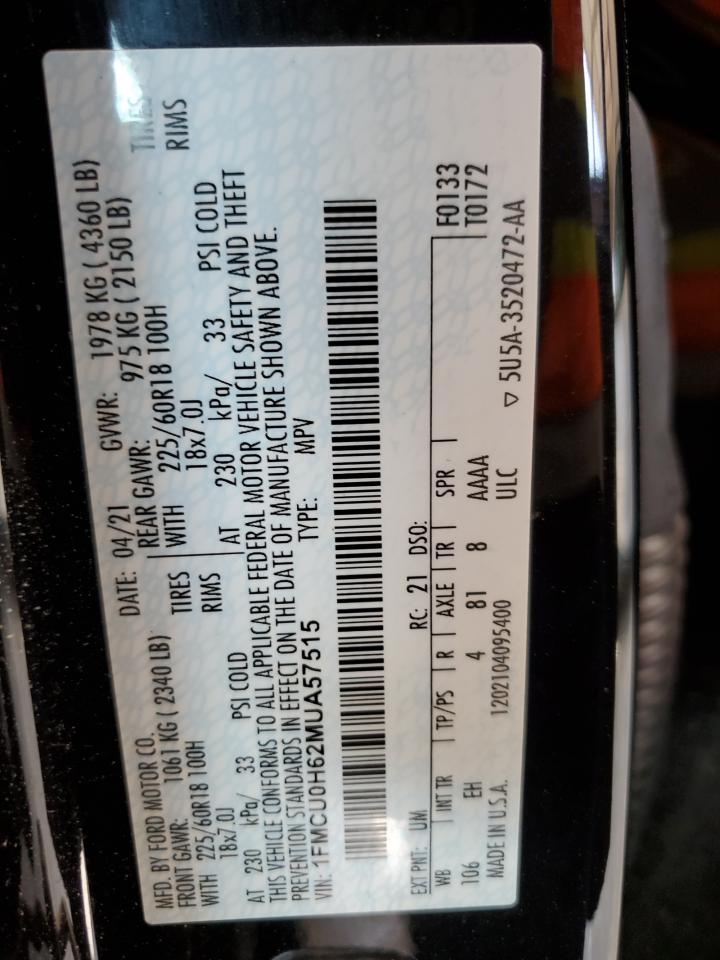 MFD. BY FORD MOTOR CO. DATE: 04/21 GVWR: 1978 KG ( 4360 LB)
FRONT GAWR: 1061 KG ( 2340 LB) REAR GAWR: 975 KG ( 2150 LB)
WITH 225/60R18 100H TIRES WITH 225/60R18 100H TIRES
18x7.0J RIMS 18x7.0J RIMS
AT 230 kPa/ 33 PSI COLD AT 230 kPa/ 33 PSI COLD
THIS VEHICLE CONFORMS TO ALL APPLICABLE FEDERAL MOTOR VEHICLE SAFETY AND THEFT
PREVENTION STANDARDS IN EFFECT ON THE DATE OF MANUFACTURE SHOWN ABOVE.
VIN: 1FMCU0H62MUA57515 TYPE: MPV
EXT PNT: UM RC: 21 DSO:
WB INT TR TP/PS R AXLE TR SPR F0133
106 EH 4 81 8 AAAA T0172
MADE IN U.S.A. 1202104095400 ULC ▽ 5U5A-3520472-AA